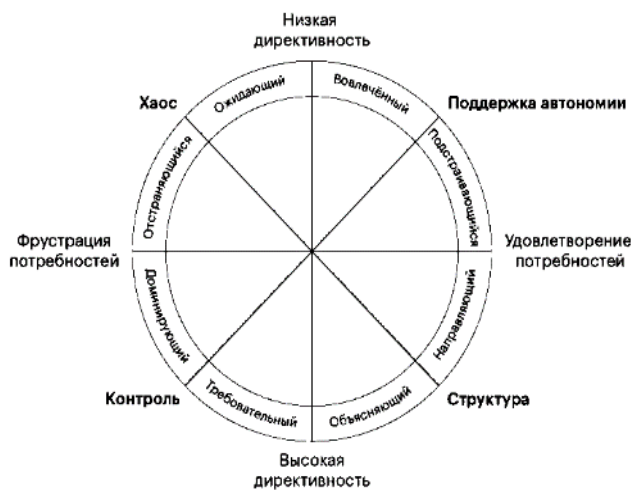 Низкая
директивность
Хаос
Ожидающий
Вовлечённый
Поддержка автономии
Отстраняющийся
Подстраивающийся
Фрустрация
потребностей
Удовлетворение
потребностей
Доминирующий
Направляющий
Контроль
Требовательный
Объясняющий
Структура
Высокая
директивность